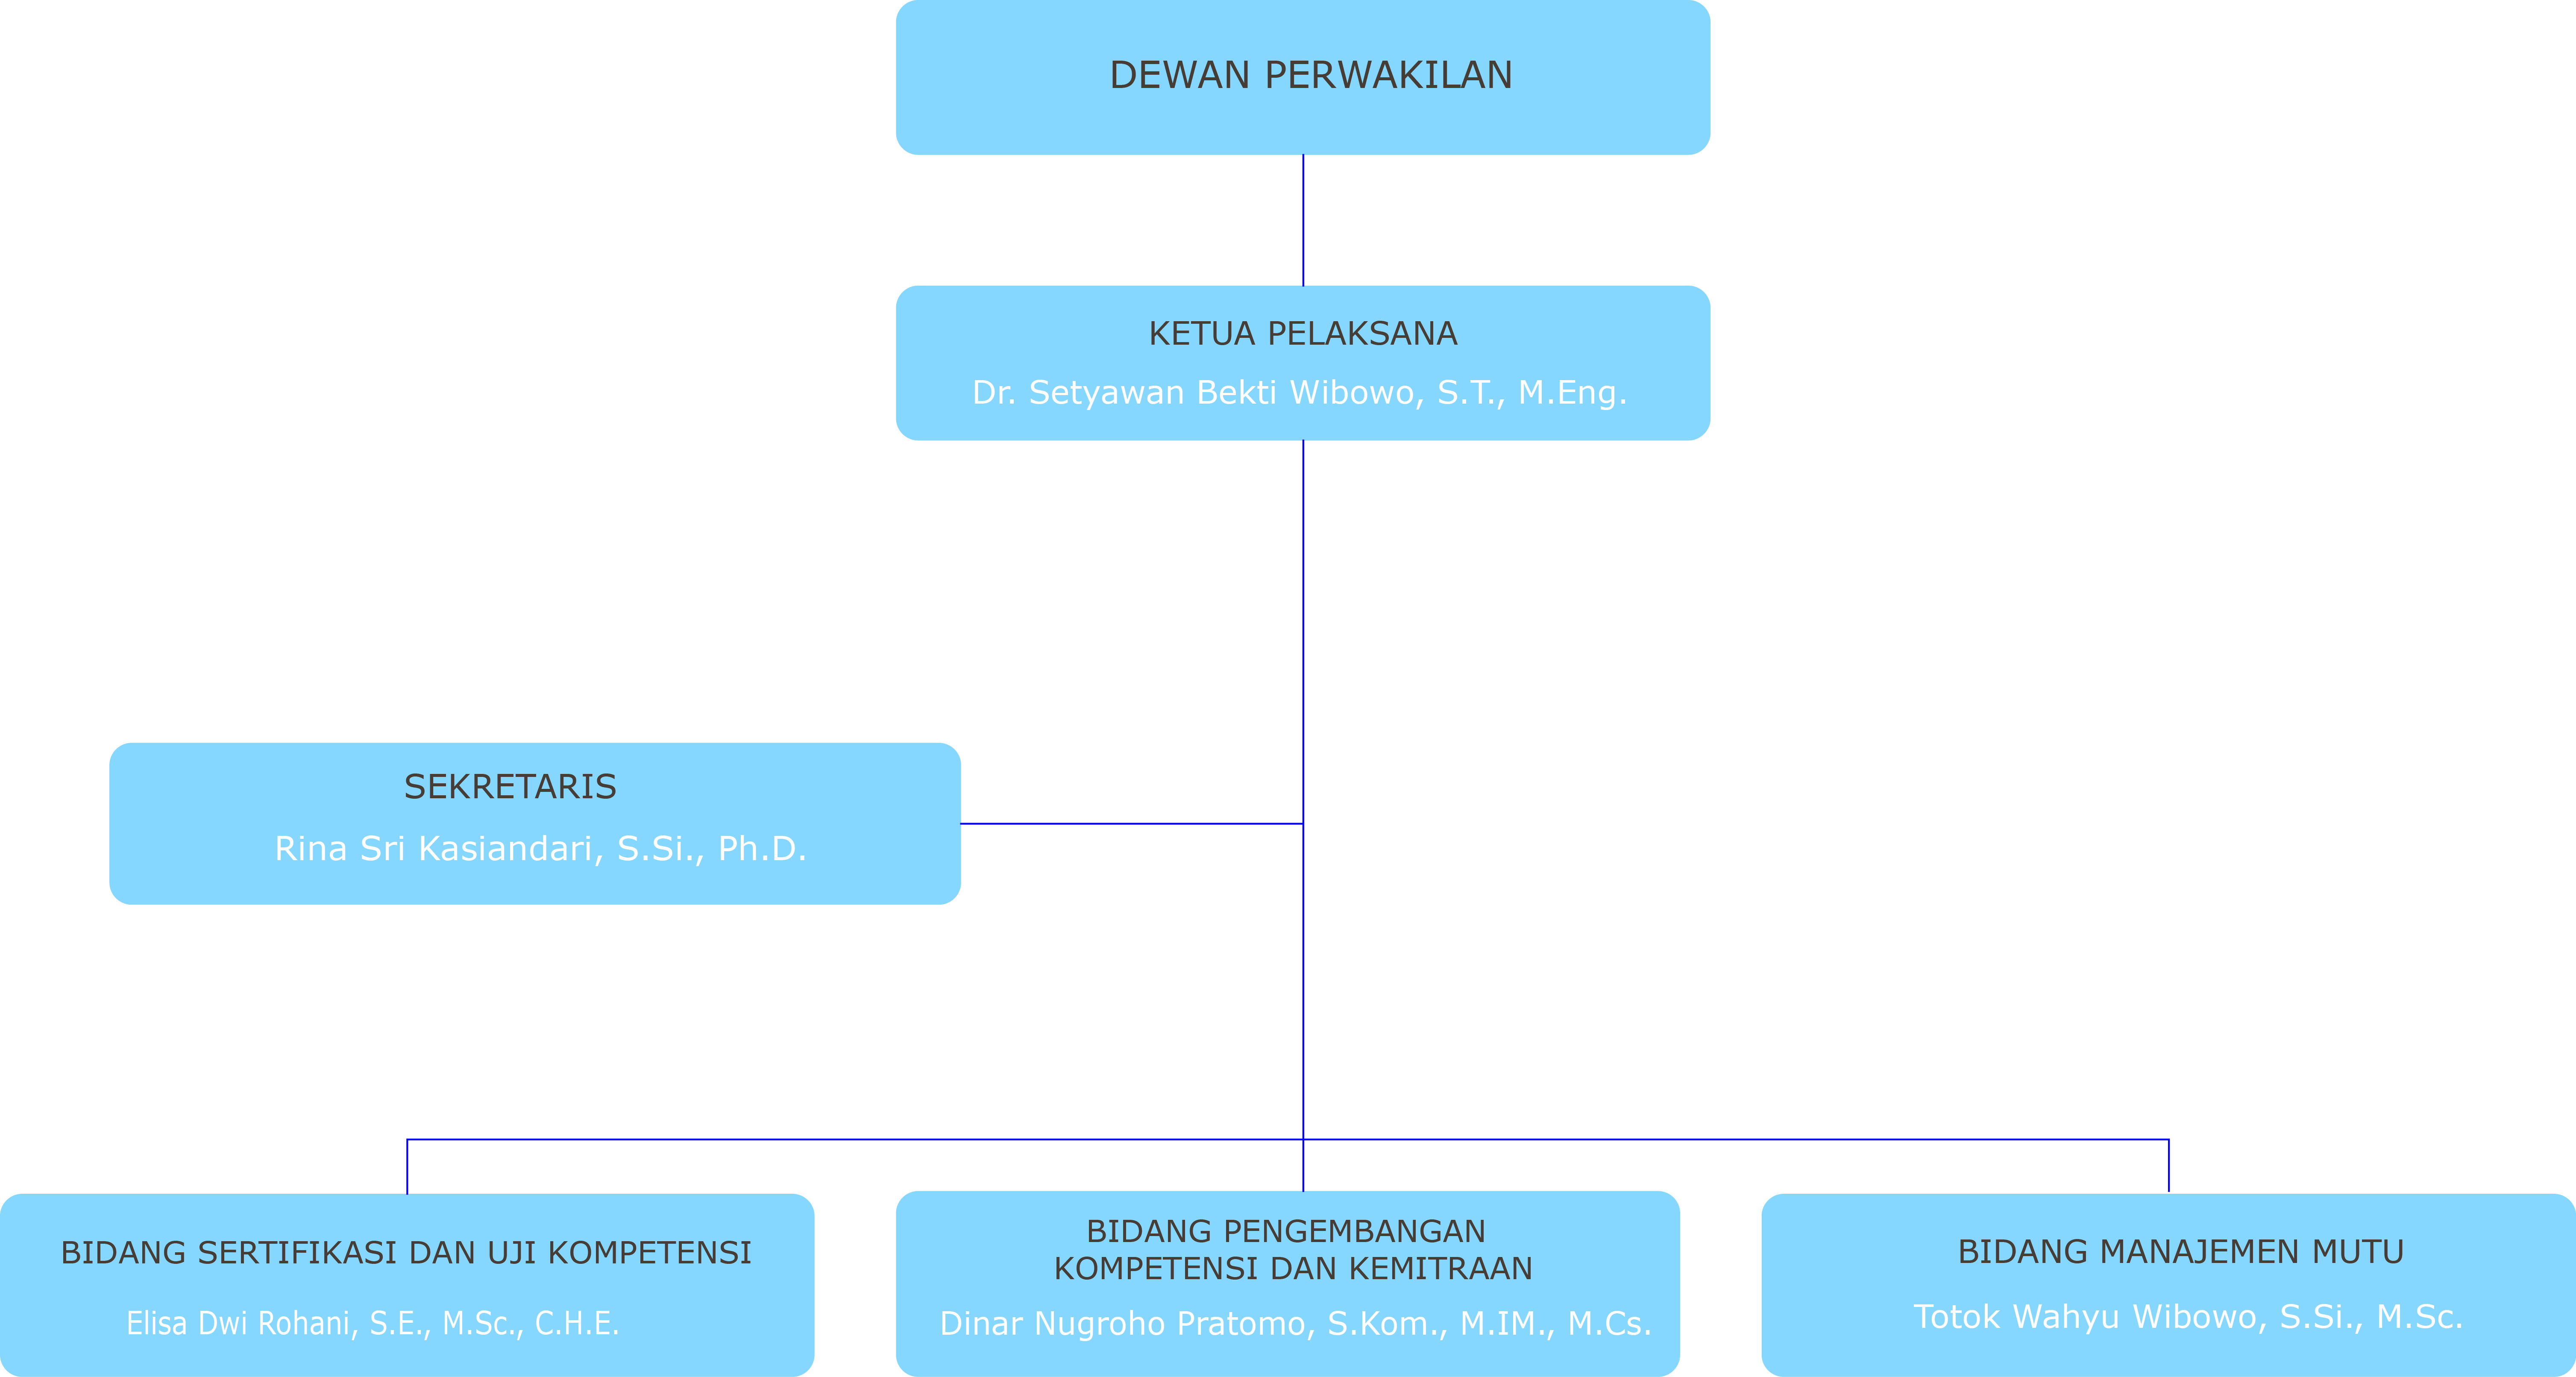 DEWAN PERWAKILAN
KETUA PELAKSANA
Dr. Setyawan Bekti Wibowo, S.T., M.Eng.
SEKRETARIS
Rina Sri Kasiandari, S.Si., Ph.D.
BIDANG SERTIFIKASI DAN UJI KOMPETENSI
Elisa Dwi Rohani, S.E., M.Sc., C.H.E.
BIDANG PENGEMBANGAN
KOMPETENSI DAN KEMITRAAN
Dinar Nugroho Pratomo, S.Kom., M.IM., M.Cs.
BIDANG MANAJEMEN MUTU
Totok Wahyu Wibowo, S.Si., M.Sc.